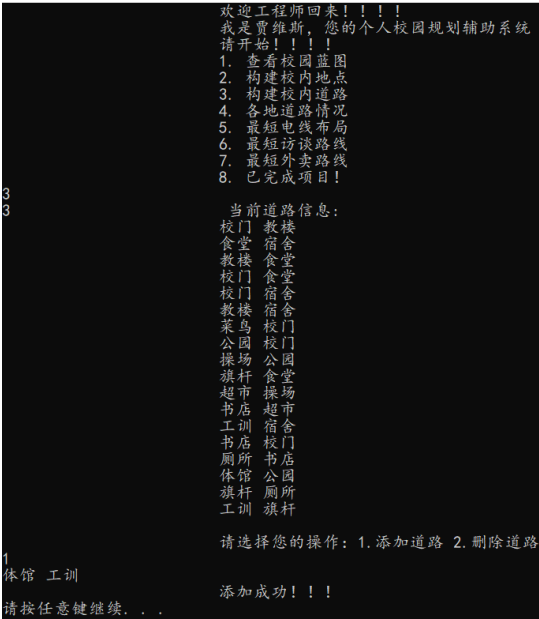 欢迎工程师回来！！！！
我是贾维斯，您的个人校园规划辅助系统
请开始！！！！
1. 查看校园蓝图
2. 构建校内地点
3. 构建校内道路
4. 各地道路情况
5. 最短电线布局
6. 最短访谈路线
7. 最短外卖路线
8. 已完成项目！
3
3 当前道路信息：
校门 教楼
食堂 宿舍
教楼 食堂
校门 食堂
校门 宿舍
教楼 宿舍
菜鸟 校门
公园 校门
操场 公园
旗杆 食堂
超市 操场
书店 超市
工训 宿舍
书店 校门
厕所 书店
体馆 公园
旗杆 厕所
工训 旗杆
请选择您的操作：1.添加道路 2.删除道路
1
体馆 工训
添加成功！！！
请按任意键继续. . .